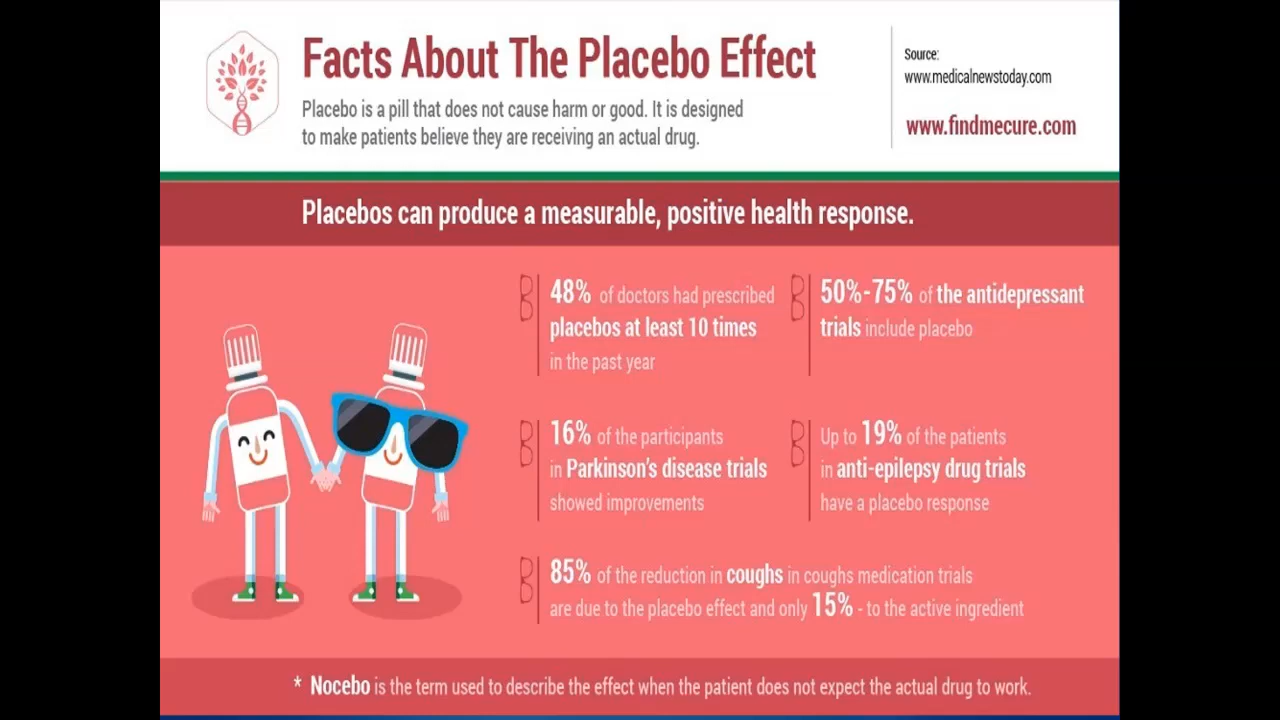 Facts About The Placebo Effect
Placebo is a pill that does not cause harm or good. It is designed
to make patients believe they are receiving an actual drug.
Source:
www.medicalnewstoday.com
www.findmecure.com
Placebos can produce a measurable, positive health response.
48% of doctors had prescribed
placebos at least 10 times
in the past year
50%-75% of the antidepressant
trials include placebo
16% of the participants
in Parkinson's disease trials
showed improvements
Up to 19% of the patients
in anti-epilepsy drug trials
have a placebo response
85% of the reduction in coughs in coughs medication trials
are due to the placebo effect and only 15% - to the active ingredient
* Nocebo is the term used to describe the effect when the patient does not expect the actual drug to work.